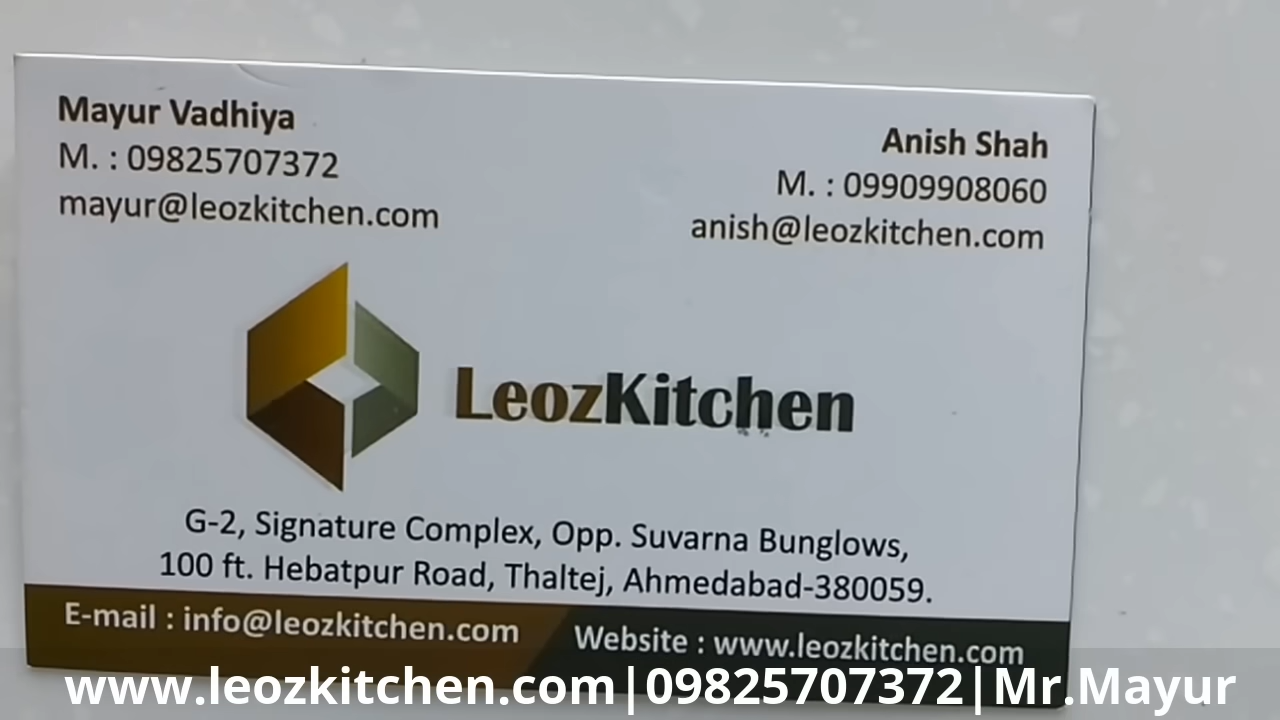 Mayur Vadhiya
M. : 09825707372
mayur@leozkitchen.com
Anish Shah
M. : 09909908060
anish@leozkitchen.com
LeozKitchen
G-2, Signature Complex, Opp. Suvarna Bunglows,
100 ft. Hebatpur Road, Thaltej, Ahmedabad-380059.
E-mail : info@leozkitchen.com
Website : www.leozkitchen.com
www.leozkitchen.com|09825707372|Mr.Mayur